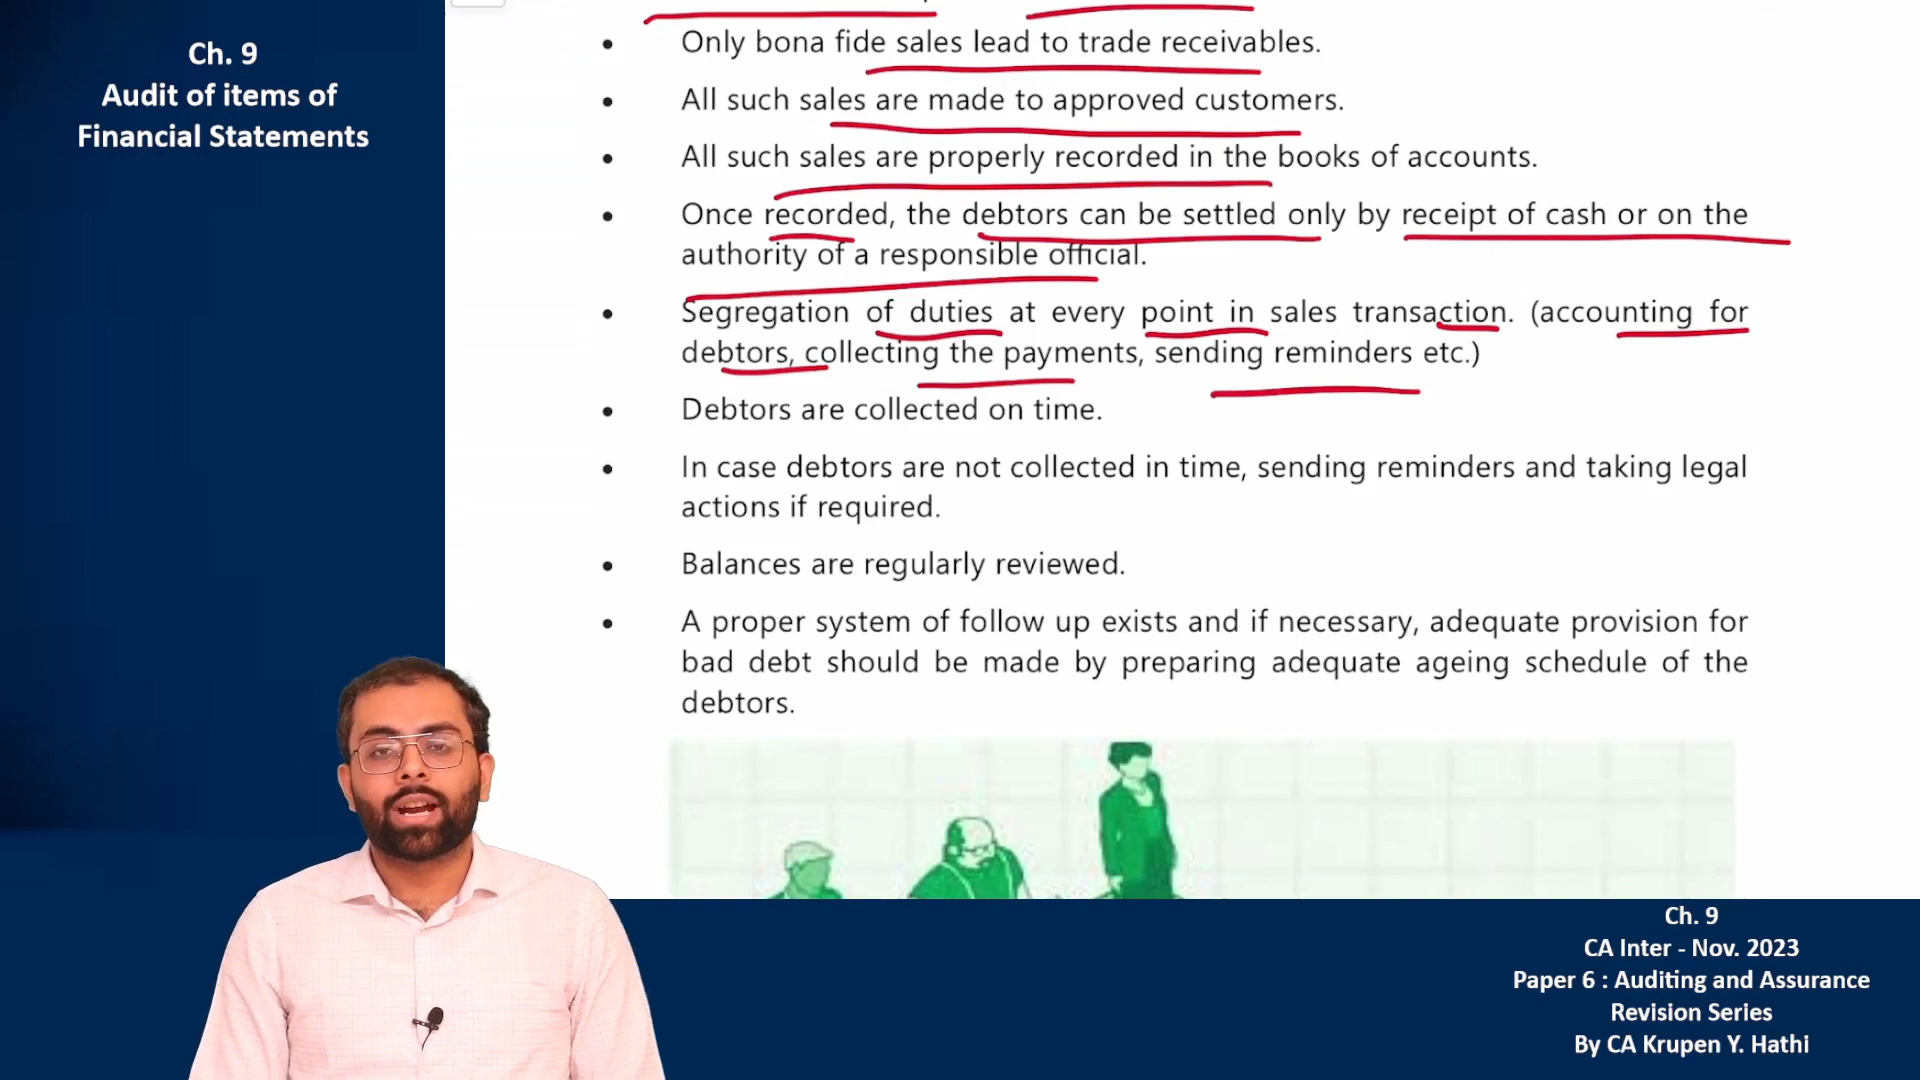 Ch. 9
Audit of items of
Financial Statements
• Only bona fide sales lead to trade receivables.
• All such sales are made to approved customers.
• All such sales are properly recorded in the books of accounts.
• Once recorded, the debtors can be settled only by receipt of cash or on the
authority of a responsible official.
• Segregation of duties at every point in sales transaction. (accounting for
debtors, collecting the payments, sending reminders etc.)
• Debtors are collected on time.
• In case debtors are not collected in time, sending reminders and taking legal
actions if required.
• Balances are regularly reviewed.
• A proper system of follow up exists and if necessary, adequate provision for
bad debt should be made by preparing adequate ageing schedule of the
debtors.
Ch. 9
CA Inter - Nov. 2023
Paper 6 : Auditing and Assurance
Revision Series
By CA Krupen Y. Hathi